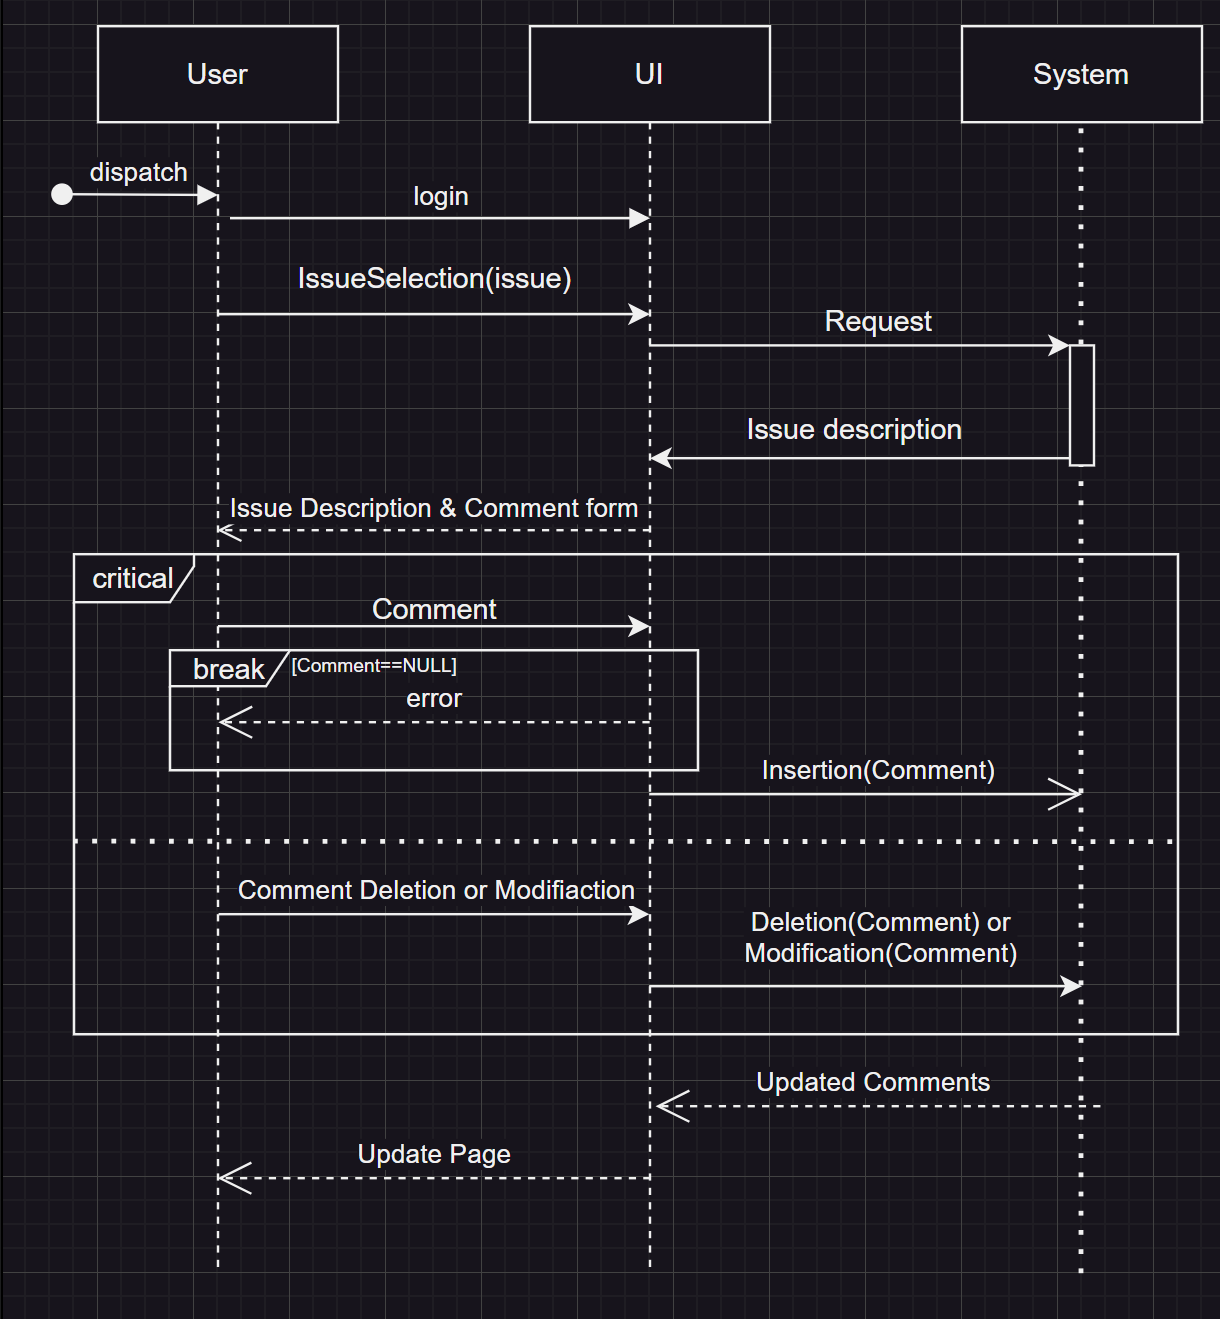 User
UI
System
dispatch
login
IssueSelection(issue)
Request
Issue description
Issue Description & Comment form
critical
Comment
break
[Comment==NULL]
error
Insertion(Comment)
Comment Deletion or Modifiaction
Deletion(Comment) or
Modification(Comment)
Updated Comments
Update Page